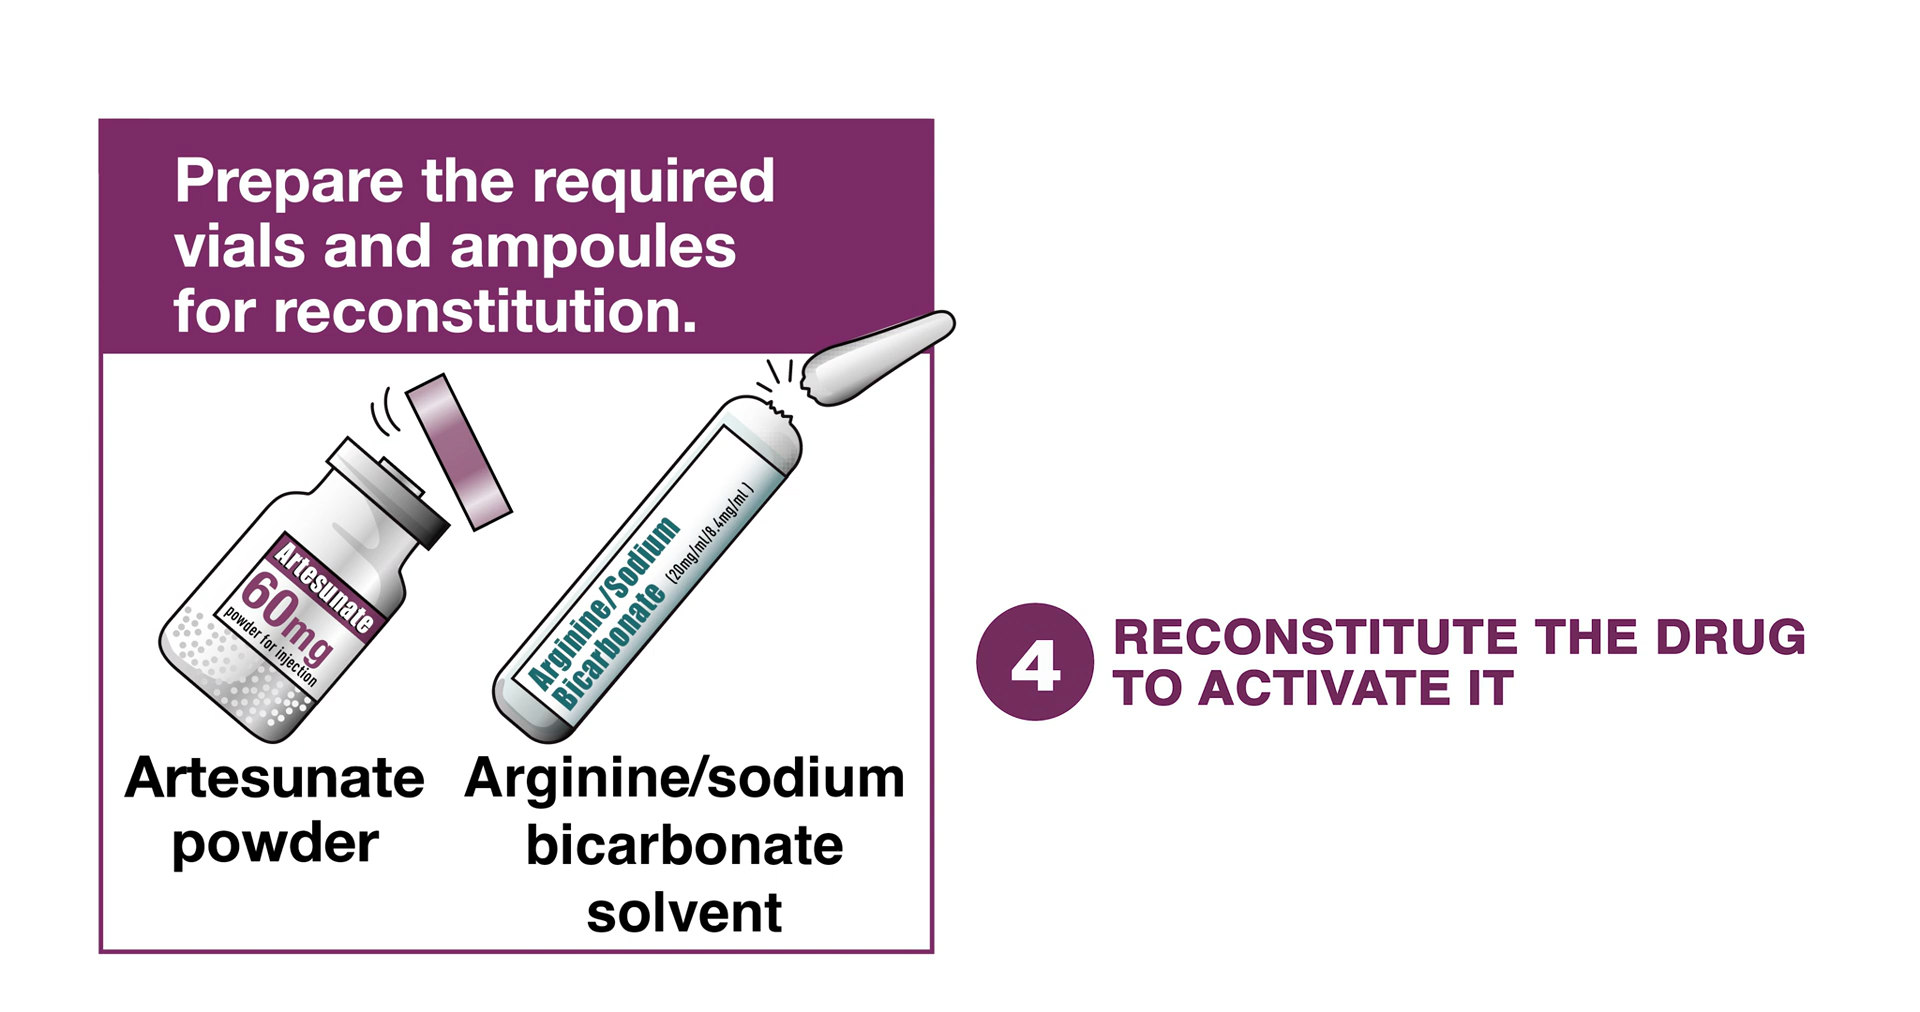 Prepare the required
vials and ampoules
for reconstitution.
Artesunate
60mg
powder for injection
Arginine/Sodium
Bicarbonate (20mg/ml/8.4mg/ml )
Artesunate
powder
Arginine/sodium
bicarbonate
solvent
4 RECONSTITUTE THE DRUG
TO ACTIVATE IT